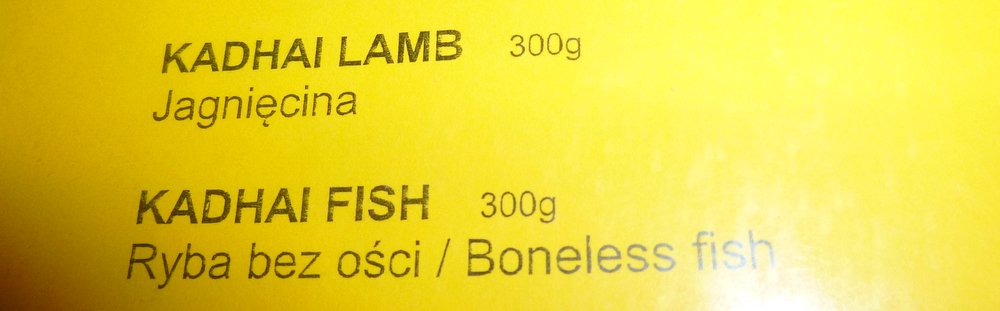 KADHAI LAMB 300g
Jagnięcina
KADHAI FISH 300g
Ryba bez ości / Boneless fish